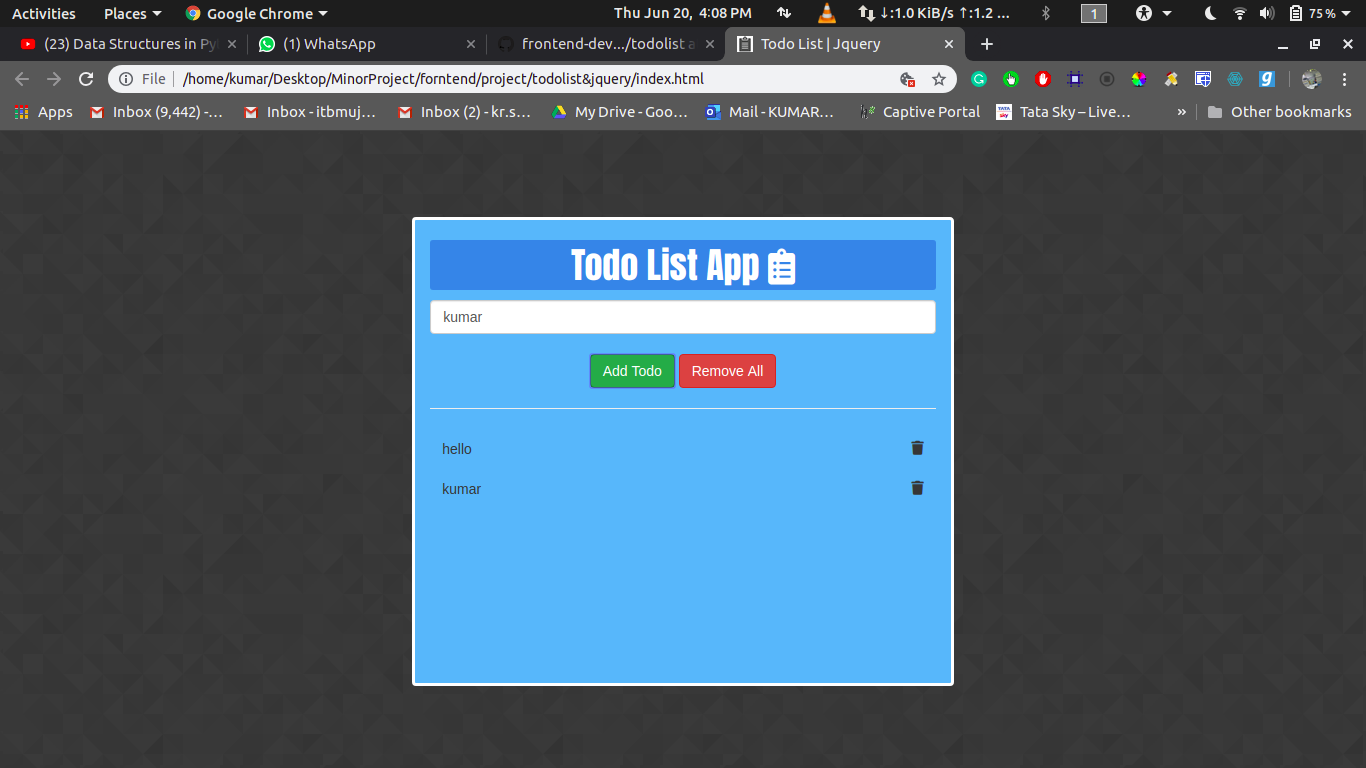 Activities Places Google Chrome Thu Jun 20, 4:08 PM ↓:1.0 KiB/s ↑:1.2 ... 1 75 %
(23) Data Structures in Py (1) WhatsApp frontend-dev.../todolist a Todo List | Jquery
File /home/kumar/Desktop/MinorProject/forntend/project/todolist&jquery/index.html
Apps Inbox (9,442) -... Inbox - itbmuj... Inbox (2) - kr.s... My Drive - Goo... Mail - KUMAR... Captive Portal TATA sky Tata Sky – Live... » Other bookmarks
Todo List App
kumar
Add Todo Remove All
hello
kumar